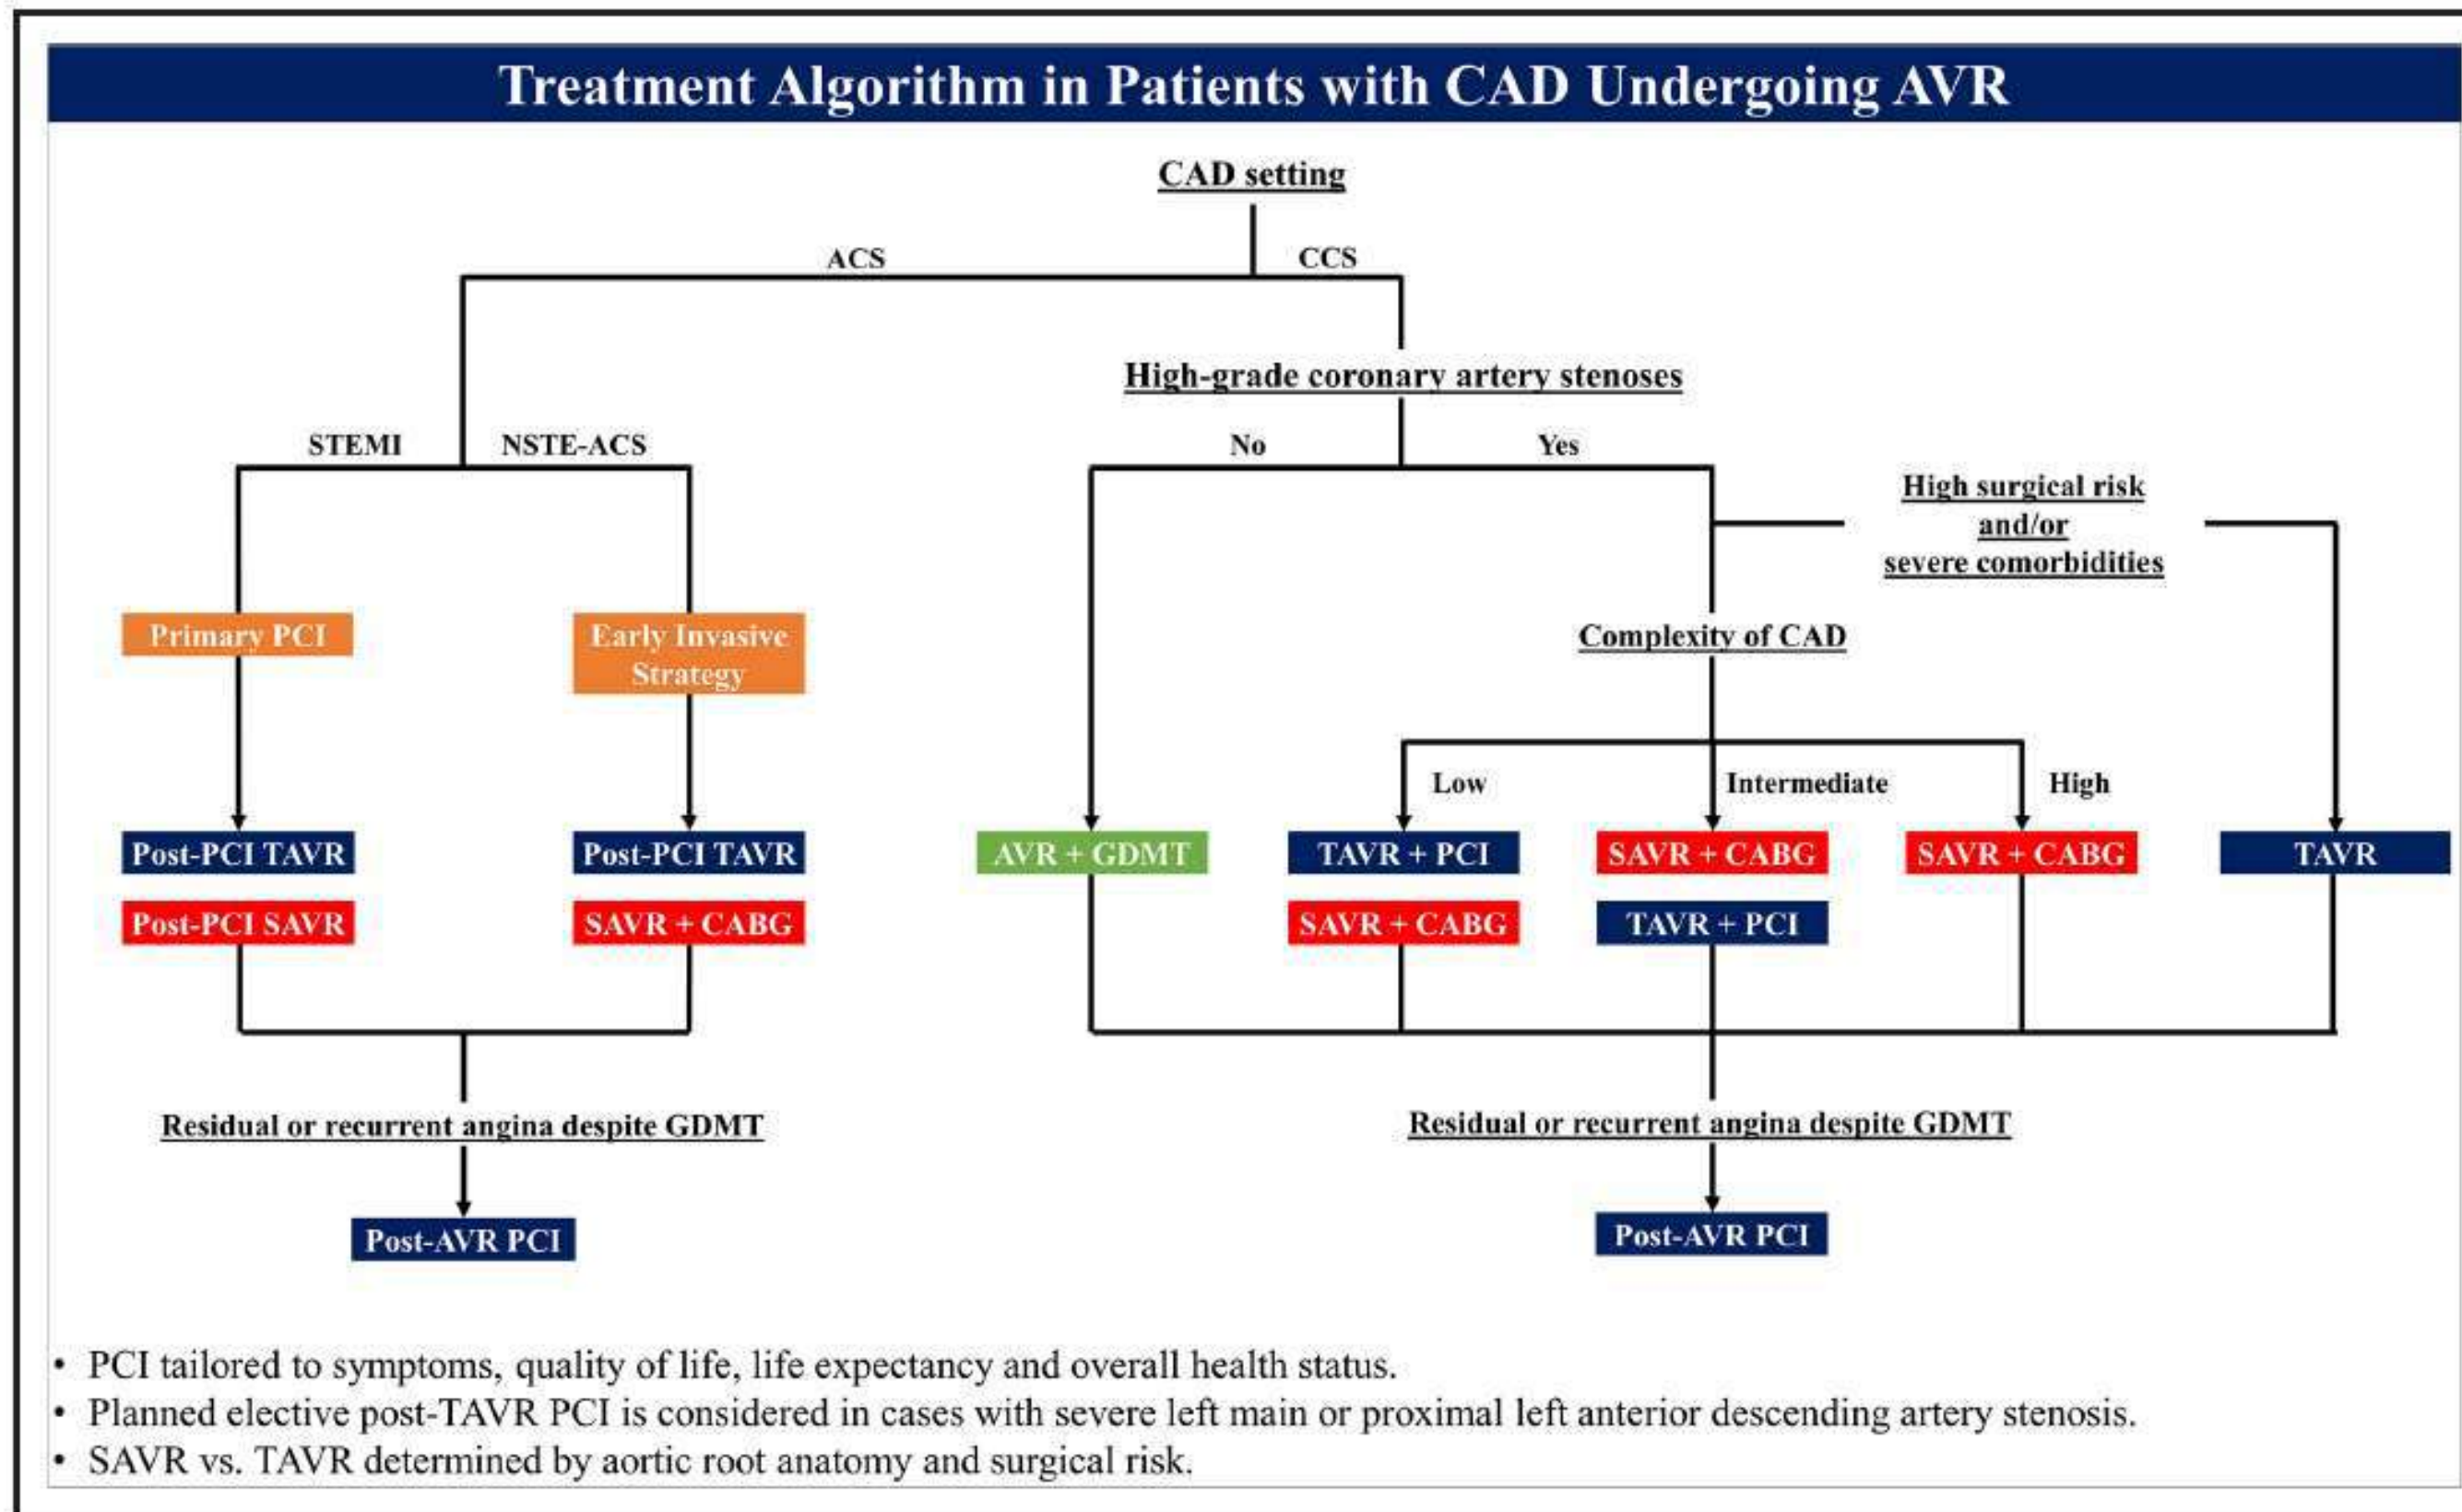 Treatment Algorithm in Patients with CAD Undergoing AVR
CAD setting
ACS
CCS
High-grade coronary artery stenoses
STEMI
NSTE-ACS
No
Yes
High surgical risk
and/or
severe comorbidities
Primary PCI
Early Invasive
Strategy
Complexity of CAD
Low
Intermediate
High
Post-PCI TAVR
Post-PCI TAVR
AVR + GDMT
TAVR + PCI
SAVR + CABG
SAVR + CABG
TAVR
Post-PCI SAVR
SAVR + CABG
SAVR + CABG
TAVR + PCI
Residual or recurrent angina despite GDMT
Residual or recurrent angina despite GDMT
Post-AVR PCI
Post-AVR PCI
• PCI tailored to symptoms, quality of life, life expectancy and overall health status.
• Planned elective post-TAVR PCI is considered in cases with severe left main or proximal left anterior descending artery stenosis.
• SAVR vs. TAVR determined by aortic root anatomy and surgical risk.